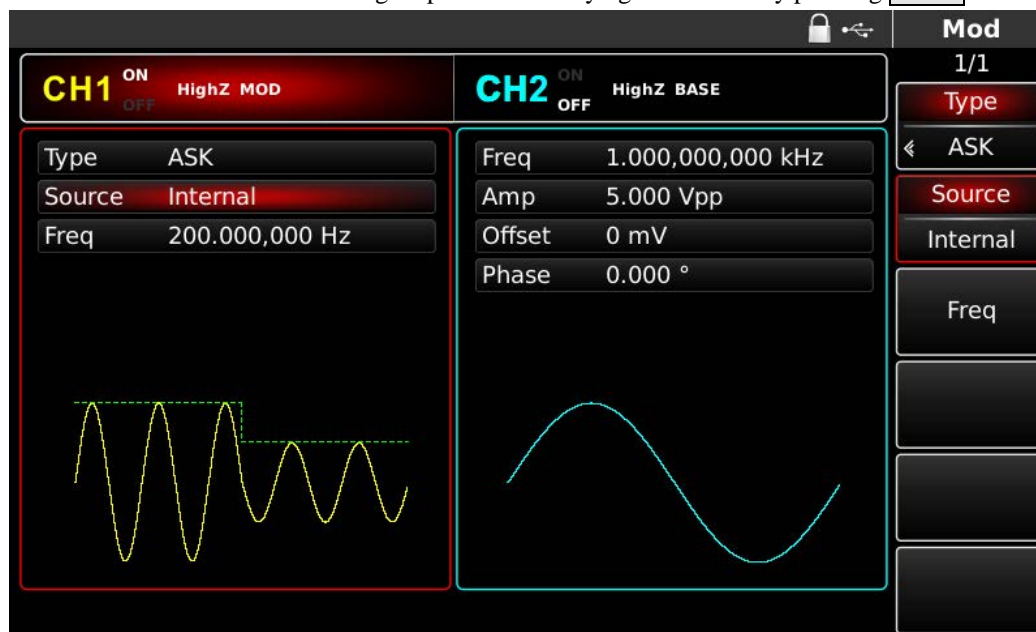 Mod
1/1
CH1 ON OFF HighZ MOD
CH2 ON OFF HighZ BASE
Type
ASK
Type ASK
Source Internal
Freq 200.000,000 Hz
Freq 1.000,000,000 kHz
Amp 5.000 Vpp
Offset 0 mV
Phase 0.000 °
Source
Internal
Freq